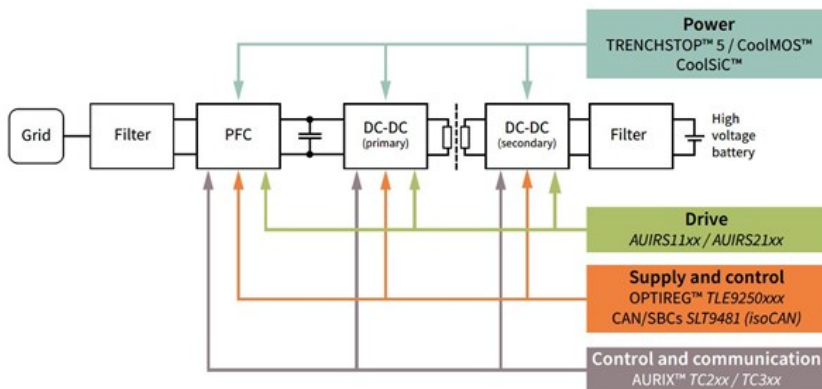 Power
TRENCHSTOP™ 5 / CoolMOS™
CoolSiC™
Grid
Filter
PFC
DC-DC
(primary)
DC-DC
(secondary)
Filter
High
voltage
battery
Drive
AUIRS11xx / AUIRS21xx
Supply and control
OPTIREG™ TLE9250xxx
CAN/SBCs SLT9481 (isoCAN)
Control and communication
AURIX™ TC2xx / TC3xx